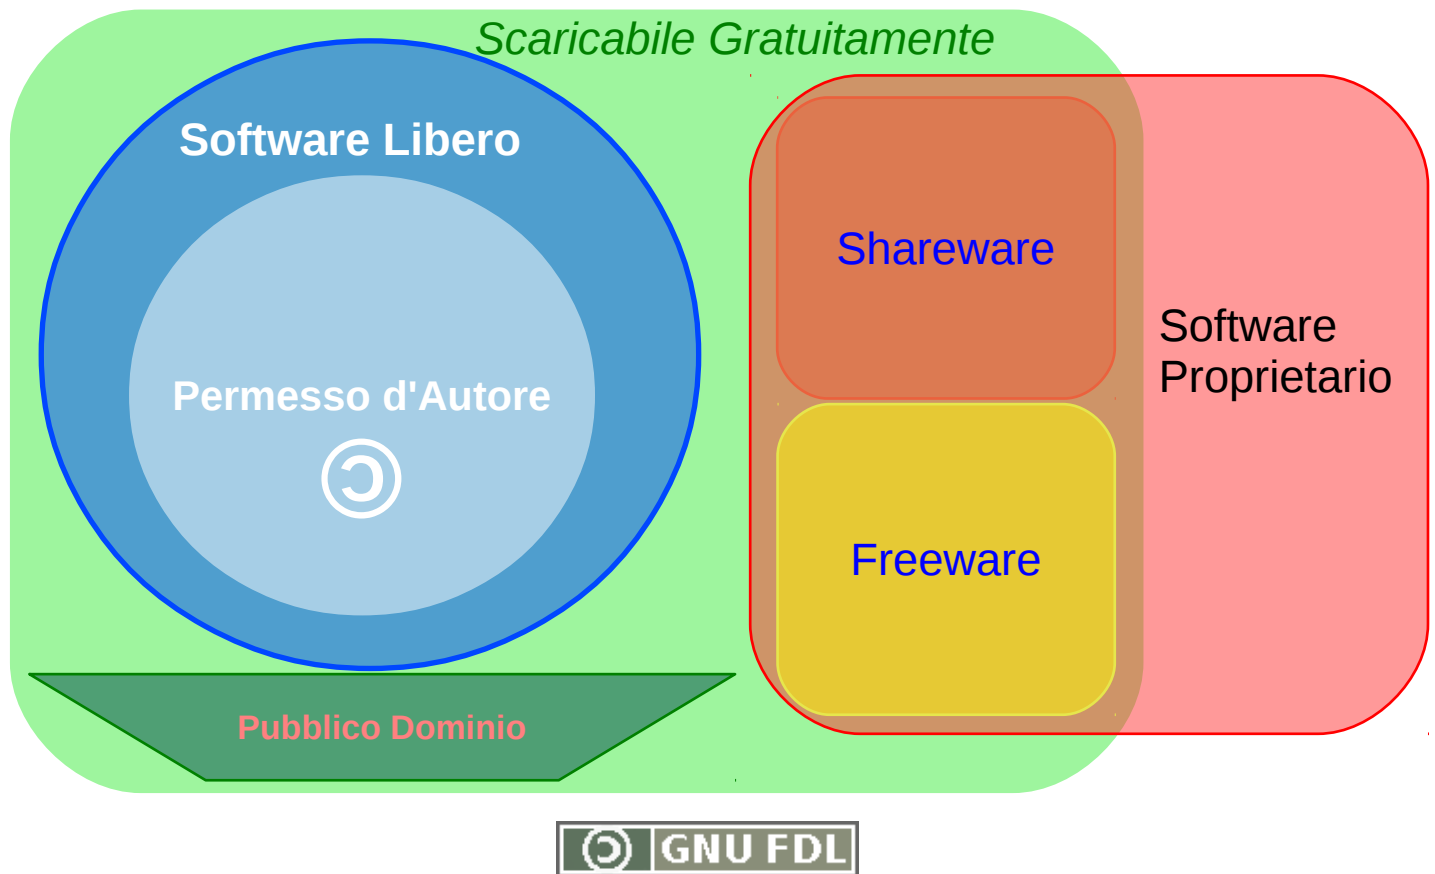 Scaricabile Gratuitamente
Software Libero
Permesso d'Autore
Shareware
Software
Proprietario
Freeware
Pubblico Dominio
GNU FDL